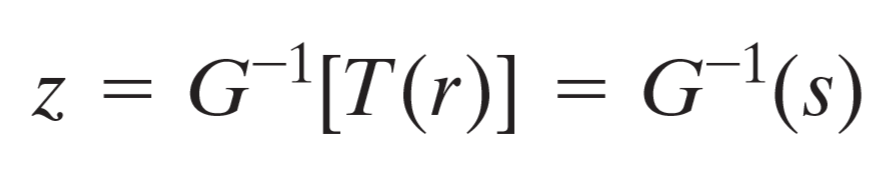 z = G⁻¹[T(r)] = G⁻¹(s)